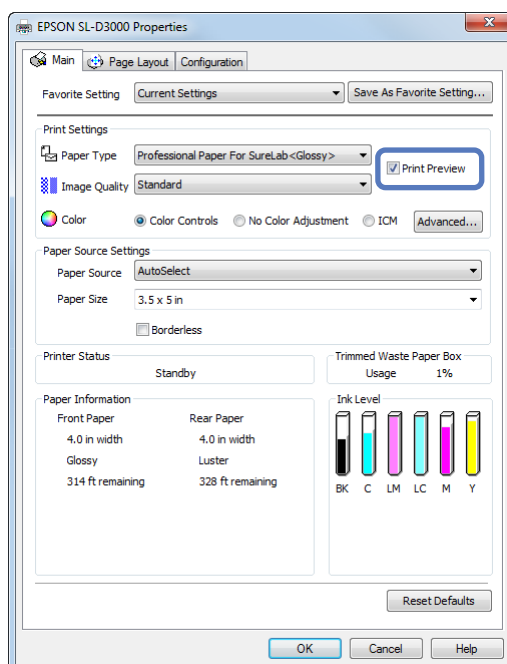 EPSON SL-D3000 Properties
Main Page Layout Configuration
Favorite Setting Current Settings Save As Favorite Setting...
Print Settings
Paper Type Professional Paper For SureLab<Glossy>
Print Preview
Image Quality Standard
Color Color Controls No Color Adjustment ICM Advanced...
Paper Source Settings
Paper Source AutoSelect
Paper Size 3.5 x 5 in
Borderless
Printer Status Trimmed Waste Paper Box
Standby Usage 1%
Paper Information Ink Level
Front Paper Rear Paper
4.0 in width 4.0 in width
Glossy Luster
314 ft remaining 328 ft remaining
BK C LM LC M Y
Reset Defaults
OK Cancel Help